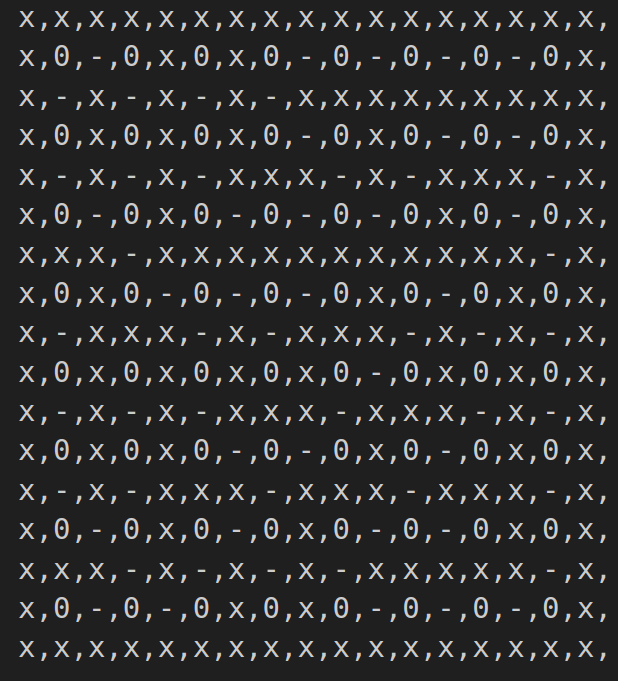 x,x,x,x,x,x,x,x,x,x,x,x,x,x,x,x,x,
x,0,-,0,x,0,x,0,-,0,-,0,-,0,-,0,x,
x,-,x,-,x,-,x,-,x,x,x,x,x,x,x,x,x,
x,0,x,0,x,0,x,0,-,0,x,0,-,0,-,0,x,
x,-,x,-,x,-,x,x,x,-,x,-,x,x,x,-,x,
x,0,-,0,x,0,-,0,-,0,-,0,x,0,-,0,x,
x,x,x,-,x,x,x,x,x,x,x,x,x,x,x,-,x,
x,0,x,0,-,0,-,0,-,0,x,0,-,0,x,0,x,
x,-,x,x,x,-,x,-,x,x,x,-,x,-,x,-,x,
x,0,x,0,x,0,x,0,x,0,-,0,x,0,x,0,x,
x,-,x,-,x,-,x,x,x,-,x,x,x,-,x,-,x,
x,0,x,0,x,0,-,0,-,0,x,0,-,0,x,0,x,
x,-,x,-,x,x,x,-,x,x,x,-,x,x,x,-,x,
x,0,-,0,x,0,-,0,x,0,-,0,-,0,x,0,x,
x,x,x,-,x,-,x,-,x,-,x,x,x,x,x,-,x,
x,0,-,0,-,0,x,0,x,0,-,0,-,0,-,0,x,
x,x,x,x,x,x,x,x,x,x,x,x,x,x,x,x,x,